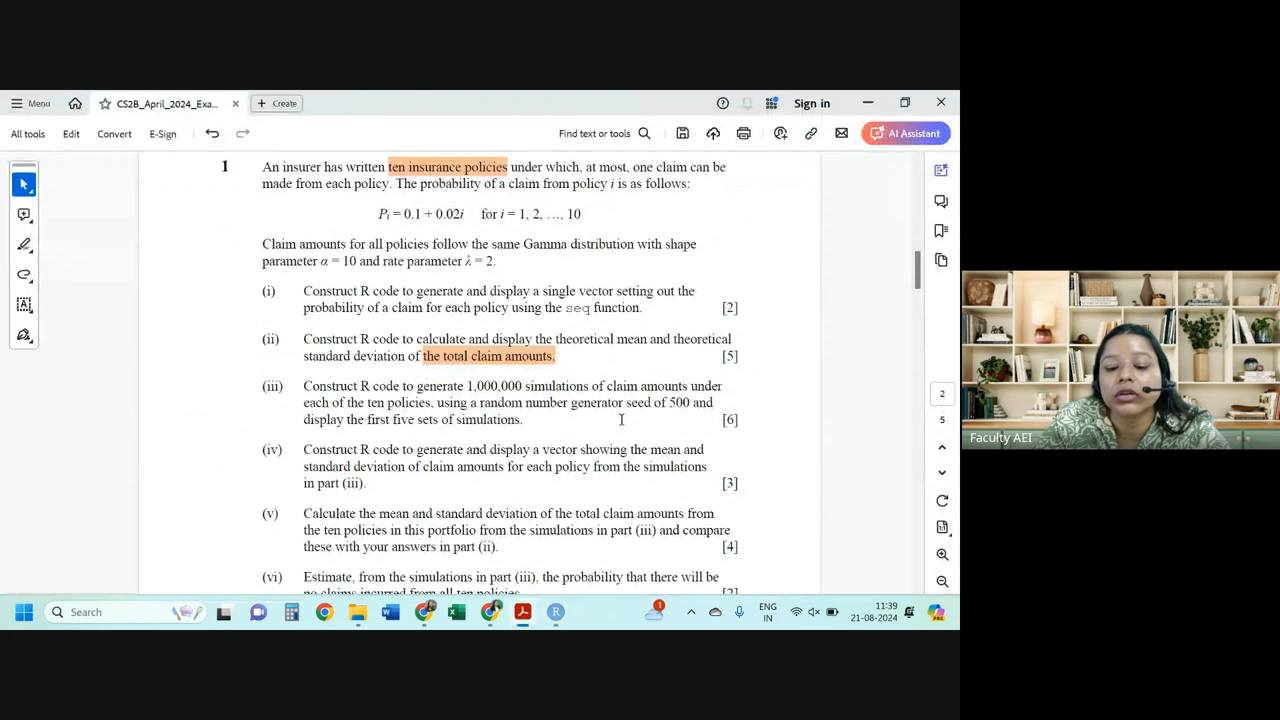 Menu
CS2B_April_2024_Exa...
Create
Sign in
All tools
Edit
Convert
E-Sign
Find text or tools
AI Assistant
1 An insurer has written ten insurance policies under which, at most, one claim can be
made from each policy. The probability of a claim from policy i is as follows:
Pᵢ = 0.1 + 0.02i for i = 1, 2, …, 10
Claim amounts for all policies follow the same Gamma distribution with shape
parameter α = 10 and rate parameter λ = 2.
(i) Construct R code to generate and display a single vector setting out the
probability of a claim for each policy using the seq function. [2]
(ii) Construct R code to calculate and display the theoretical mean and theoretical
standard deviation of the total claim amounts. [5]
(iii) Construct R code to generate 1,000,000 simulations of claim amounts under
each of the ten policies, using a random number generator seed of 500 and
display the first five sets of simulations. [6]
(iv) Construct R code to generate and display a vector showing the mean and
standard deviation of claim amounts for each policy from the simulations
in part (iii). [3]
(v) Calculate the mean and standard deviation of the total claim amounts from
the ten policies in this portfolio from the simulations in part (iii) and compare
these with your answers in part (ii). [4]
(vi) Estimate, from the simulations in part (iii), the probability that there will be
no claims incurred from all ten policies. [2]
2
5
Faculty AEI
Search
1
ENG
IN
11:39
21-08-2024